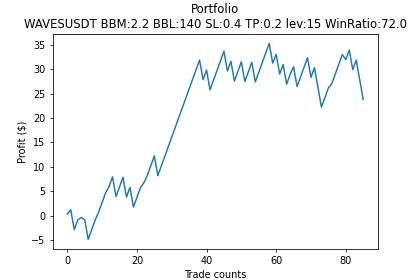 Portfolio
WAVESUSDT BBM:2.2 BBL:140 SL:0.4 TP:0.2 lev:15 WinRatio:72.0
35
30
25
20
15
10
5
0
−5
Profit ($)
0 20 40 60 80
Trade counts